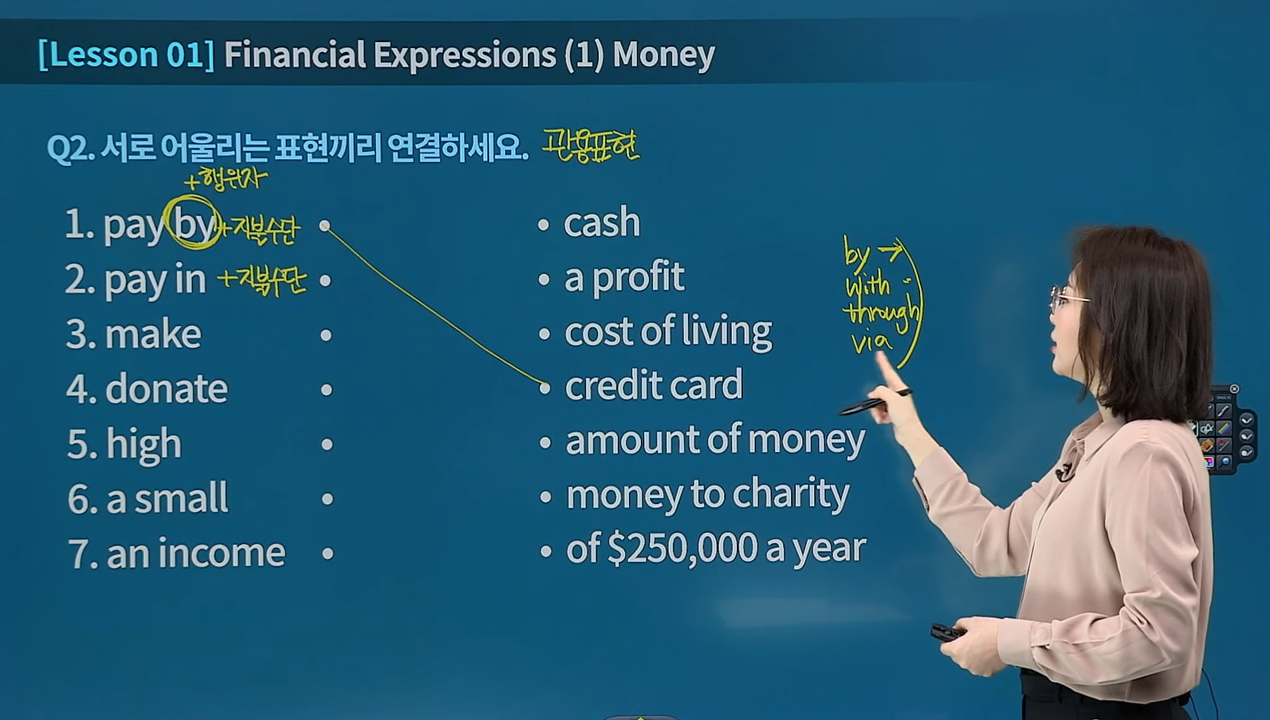 [Lesson 01] Financial Expressions (1) Money
Q2. 서로 어울리는 표현끼리 연결하세요. 관용표현
+행위자
1. pay by +지불수단 • • cash
2. pay in +지불수단 • • a profit
3. make • • cost of living
4. donate • • credit card
5. high • • amount of money
6. a small • • money to charity
7. an income • • of $250,000 a year
by →
with
through
via